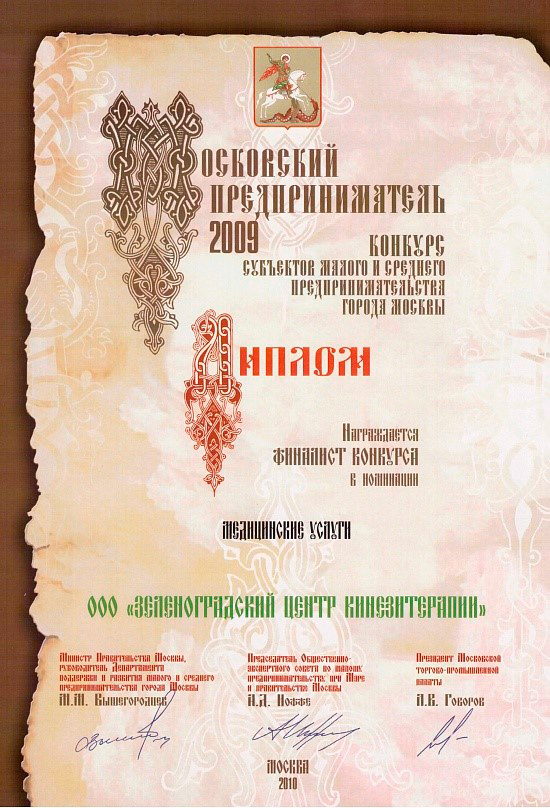 Московский
предприниматель
2009
конкурс
субъектов малого и среднего
предпринимательства
города Москвы
Диплом
Награждается
финалист конкурса
в номинации
медицинские услуги
ООО «Зеленоградский центр кинезитерапии»
Министр Правительства Москвы,
руководитель Департамента
поддержки и развития малого и среднего
предпринимательства города Москвы
М.М. Вышегородцев
Председатель Общественно-
экспертного совета по малому
предпринимательству при Мэре
и правительстве Москвы
А.Д. Иоффе
Президент Московской
торгово-промышленной
палаты
Л.В. Говоров
Москва
2010